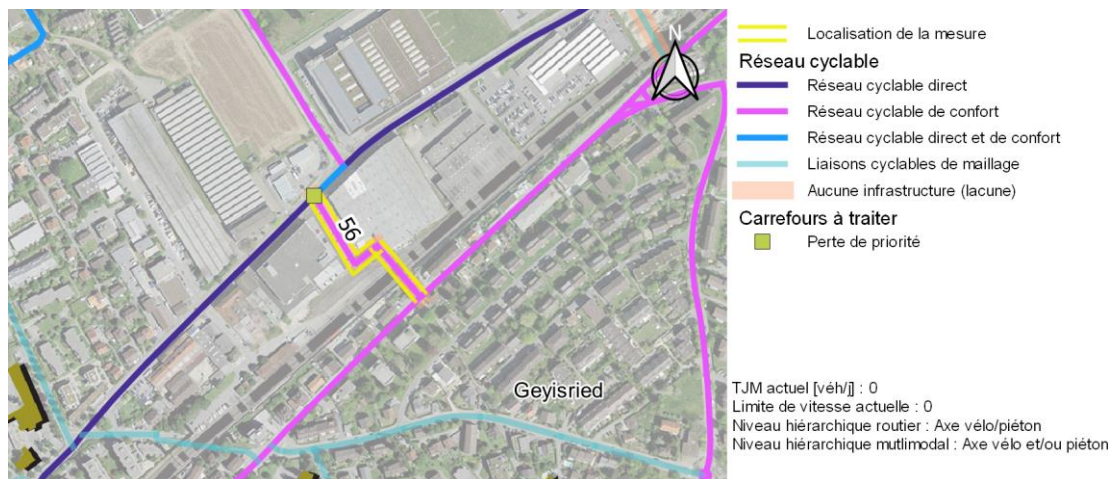 N
56
Geyisried
Localisation de la mesure
Réseau cyclable
Réseau cyclable direct
Réseau cyclable de confort
Réseau cyclable direct et de confort
Liaisons cyclables de maillage
Aucune infrastructure (lacune)
Carrefours à traiter
Perte de priorité
TJM actuel [véh/j] : 0
Limite de vitesse actuelle : 0
Niveau hiérarchique routier : Axe vélo/piéton
Niveau hiérarchique mutlimodal : Axe vélo et/ou piéton